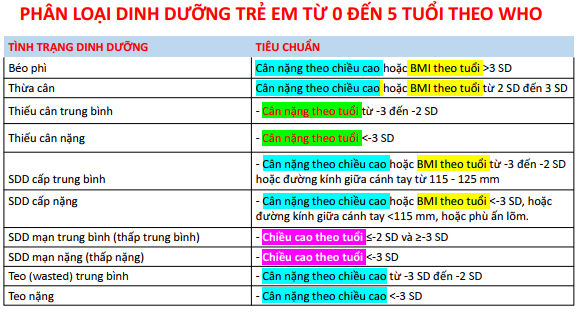 PHÂN LOẠI DINH DƯỠNG TRẺ EM TỪ 0 ĐẾN 5 TUỔI THEO WHO
TÌNH TRẠNG DINH DƯỠNG TIÊU CHUẨN
Béo phì Cân nặng theo chiều cao hoặc BMI theo tuổi >3 SD
Thừa cân Cân nặng theo chiều cao hoặc BMI theo tuổi từ 2 SD đến 3 SD
Thiếu cân trung bình - Cân nặng theo tuổi từ -3 đến -2 SD
Thiếu cân nặng - Cân nặng theo tuổi <-3 SD
- Cân nặng theo chiều cao hoặc BMI theo tuổi từ -3 đến -2 SD
SDD cấp trung bình hoặc đường kính giữa cánh tay từ 115 - 125 mm
SDD cấp nặng - Cân nặng theo chiều cao hoặc BMI theo tuổi <-3 SD, hoặc
đường kính giữa cánh tay <115 mm, hoặc phù ấn lõm.
SDD mạn trung bình (thấp trung bình) - Chiều cao theo tuổi ≤-2 SD và ≥-3 SD
SDD mạn nặng (thấp nặng) - Chiều cao theo tuổi <-3 SD
Teo (wasted) trung bình - Cân nặng theo chiều cao từ -3 SD đến -2 SD
Teo nặng - Cân nặng theo chiều cao <-3 SD